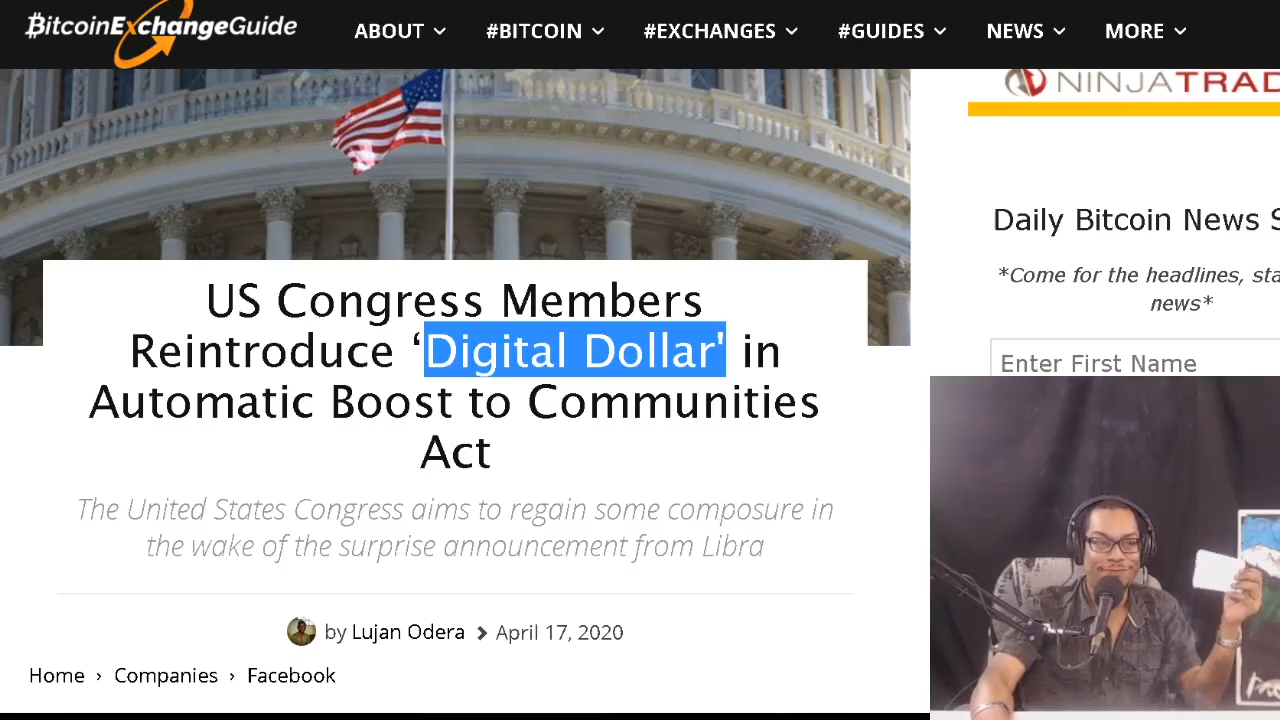 BitcoinExchangeGuide
ABOUT #BITCOIN #EXCHANGES #GUIDES NEWS MORE
NINJATRAD
Daily Bitcoin News S
*Come for the headlines, sta
news*
Enter First Name
US Congress Members
Reintroduce ‘Digital Dollar' in
Automatic Boost to Communities
Act
The United States Congress aims to regain some composure in
the wake of the surprise announcement from Libra
by Lujan Odera > April 17, 2020
Home › Companies › Facebook